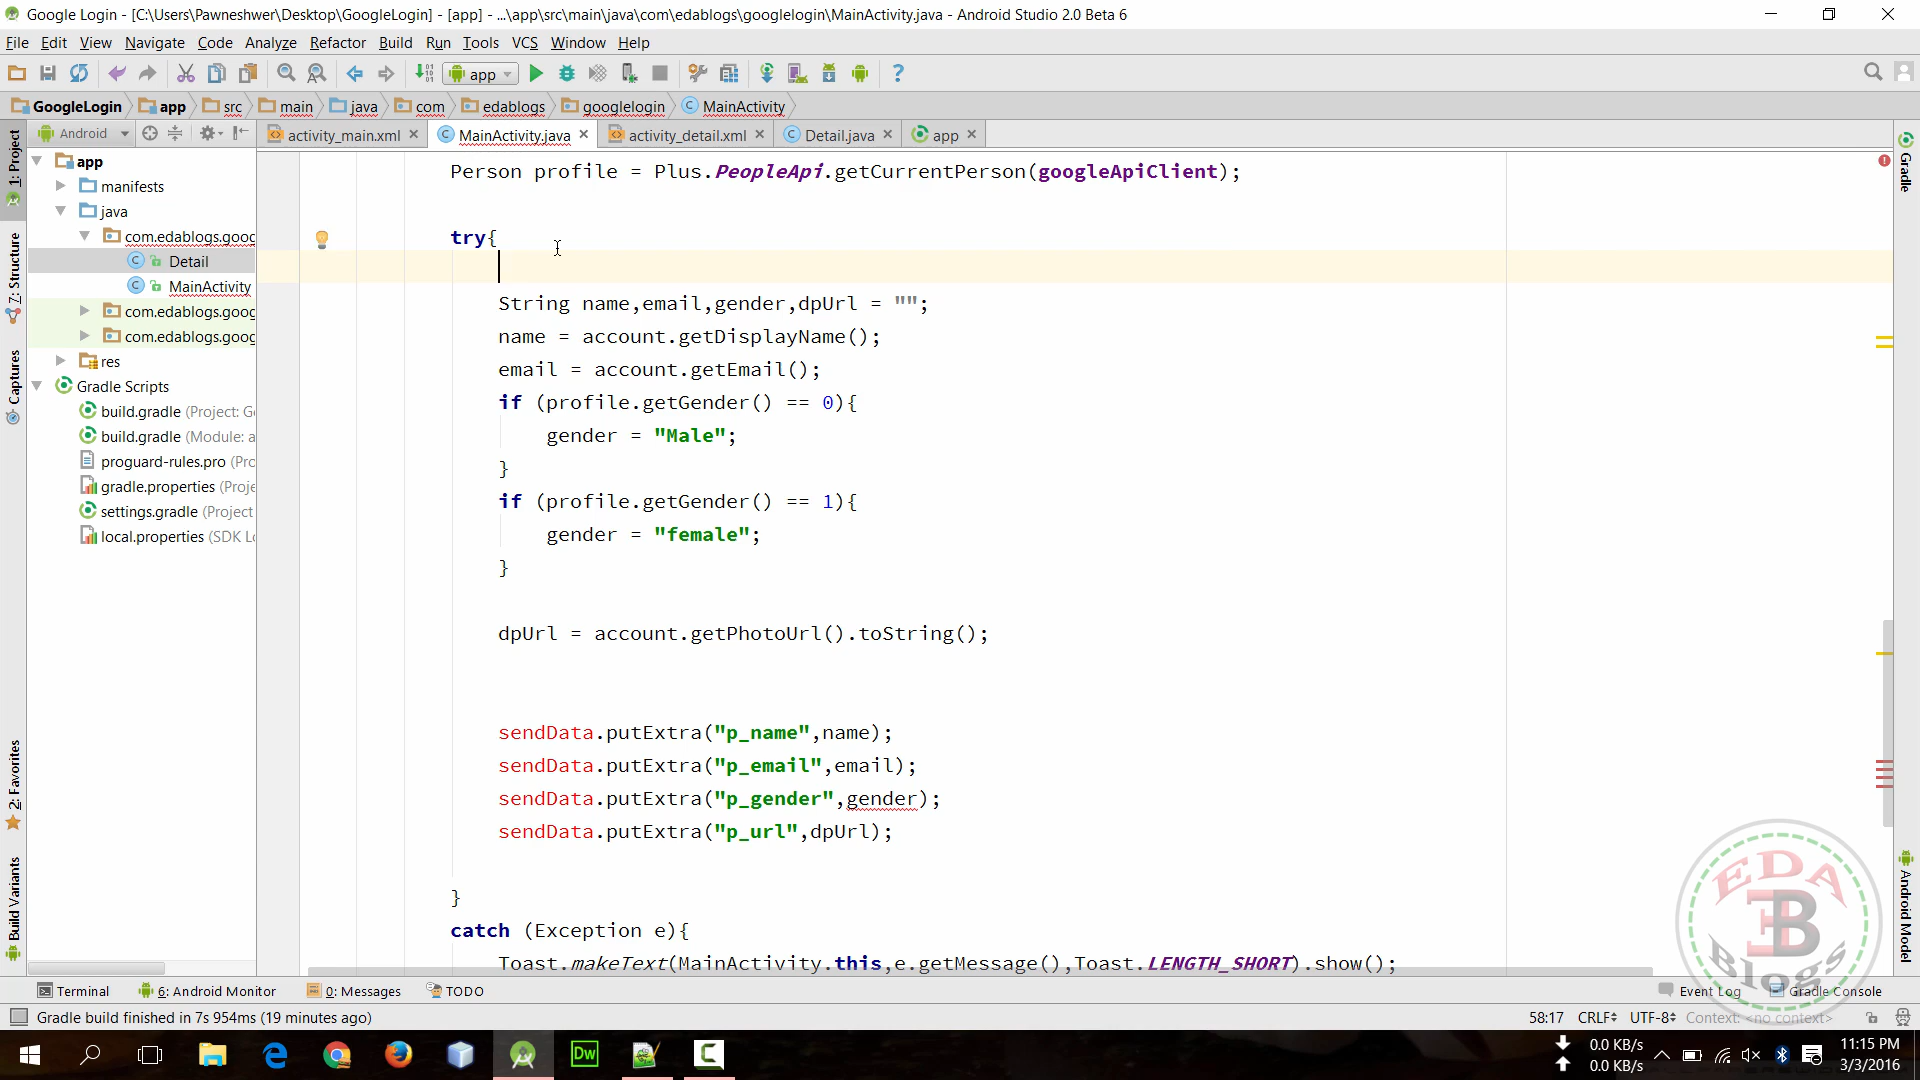 Google Login - [C:\Users\Pawneshwer\Desktop\GoogleLogin] - [app] - ...\app\src\main\java\com\edablogs\googlelogin\MainActivity.java - Android Studio 2.0 Beta 6
File Edit View Navigate Code Analyze Refactor Build Run Tools VCS Window Help
app
GoogleLogin app src main java com edablogs googlelogin MainActivity
Android activity_main.xml MainActivity.java activity_detail.xml Detail.java app
1: Project
7: Structure
Captures
2: Favorites
Build Variants
app
manifests
java
com.edablogs.goog
Detail
MainActivity
com.edablogs.goog
com.edablogs.goog
res
Gradle Scripts
build.gradle (Project: Go
build.gradle (Module: a
proguard-rules.pro (Pro
gradle.properties (Proje
settings.gradle (Project
local.properties (SDK Lo
Person profile = Plus.PeopleApi.getCurrentPerson(googleApiClient);
try{
String name,email,gender,dpUrl = "";
name = account.getDisplayName();
email = account.getEmail();
if (profile.getGender() == 0){
gender = "Male";
}
if (profile.getGender() == 1){
gender = "female";
}
dpUrl = account.getPhotoUrl().toString();
sendData.putExtra("p_name",name);
sendData.putExtra("p_email",email);
sendData.putExtra("p_gender",gender);
sendData.putExtra("p_url",dpUrl);
}
catch (Exception e){
Toast.makeText(MainActivity.this,e.getMessage(),Toast.LENGTH_SHORT).show();
Gradle
Android Model
EDA
EB
Blogs
Terminal 6: Android Monitor 0: Messages TODO Event Log Gradle Console
Gradle build finished in 7s 954ms (19 minutes ago) 58:17 CRLF UTF-8 Context: <no context>
Dw
0.0 KB/s
0.0 KB/s
11:15 PM
3/3/2016